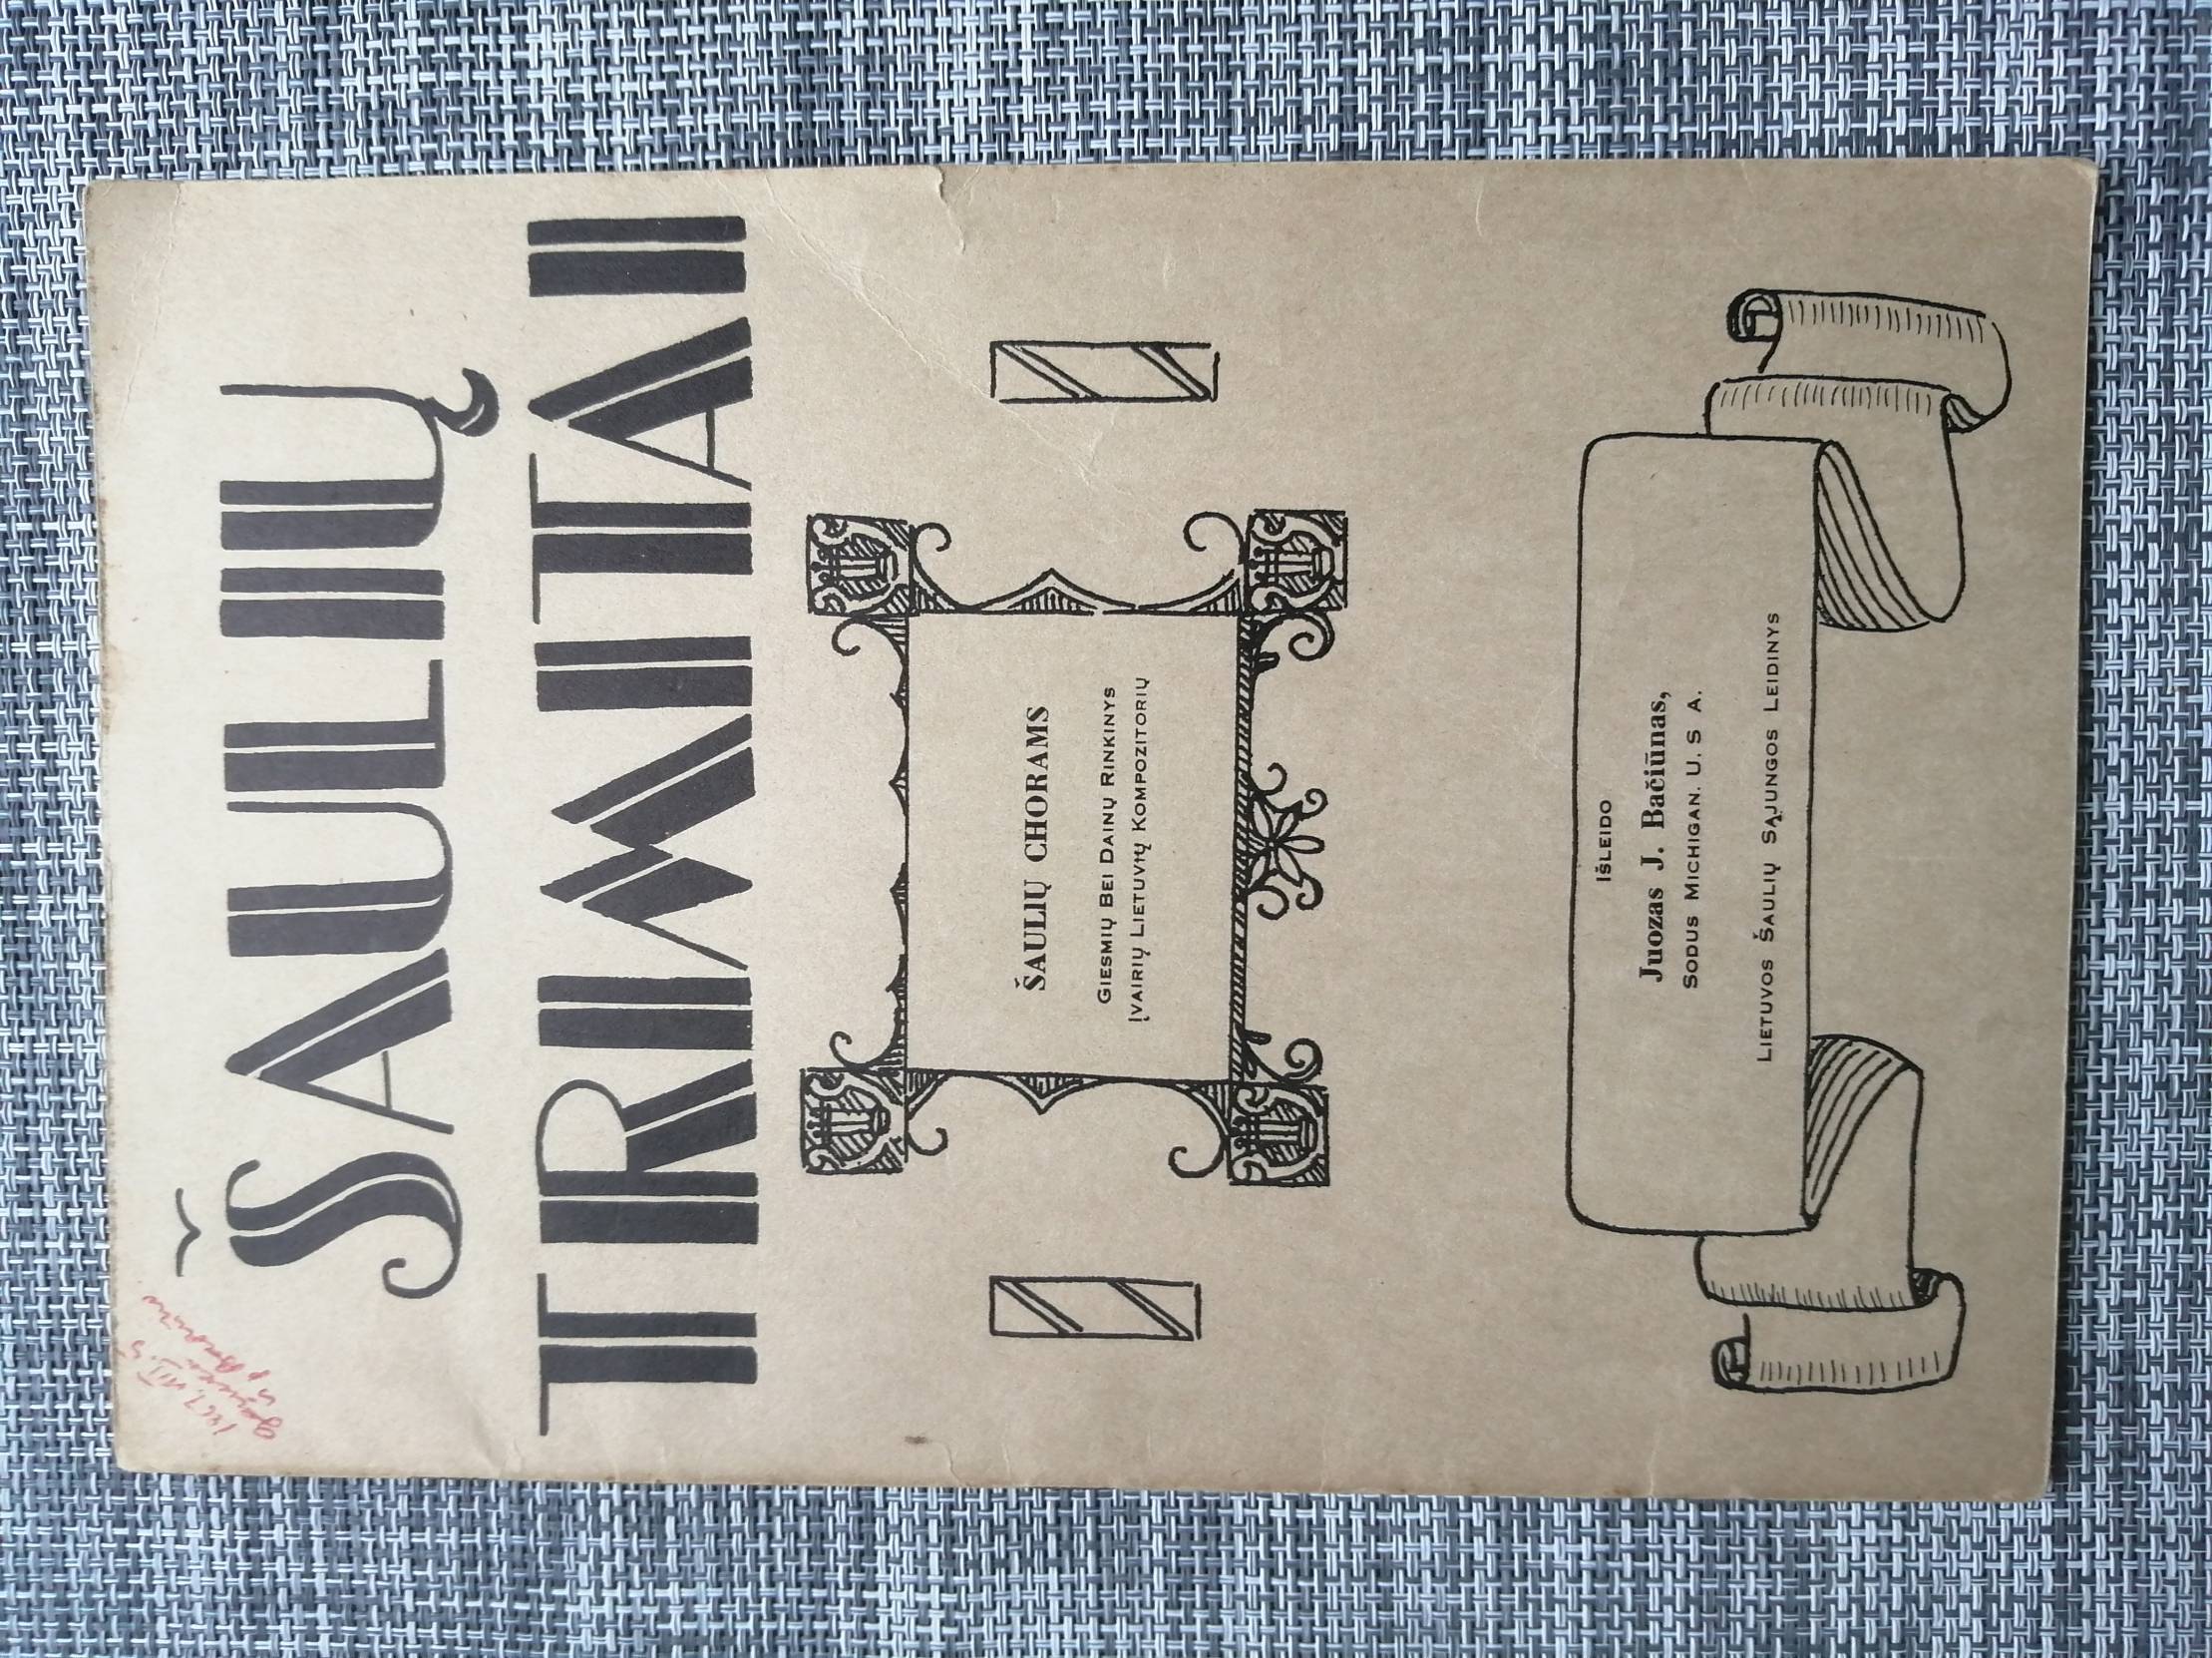 ŠAULIŲ
TRIMITAI
ŠAULIŲ CHORAMS
GIESMIŲ BEI DAINŲ RINKINYS
ĮVAIRIŲ LIETUVIŲ KOMPOZITORIŲ
IŠLEIDO
Juozas J. Bačiūnas,
SODUS MICHIGAN. U. S A.
LIETUVOS ŠAULIŲ SĄJUNGOS LEIDINYS